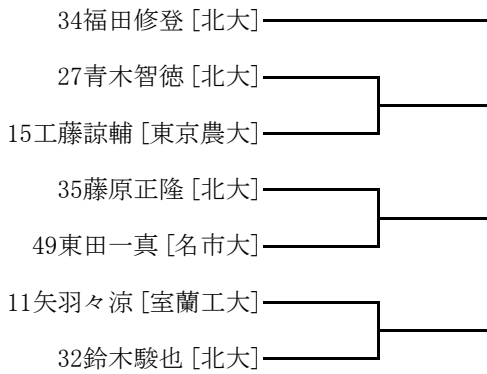 34福田修登 [北大]
27青木智徳 [北大]
15工藤諒輔 [東京農大]
35藤原正隆 [北大]
49東田一真 [名市大]
11矢羽々涼 [室蘭工大]
32鈴木駿也 [北大]